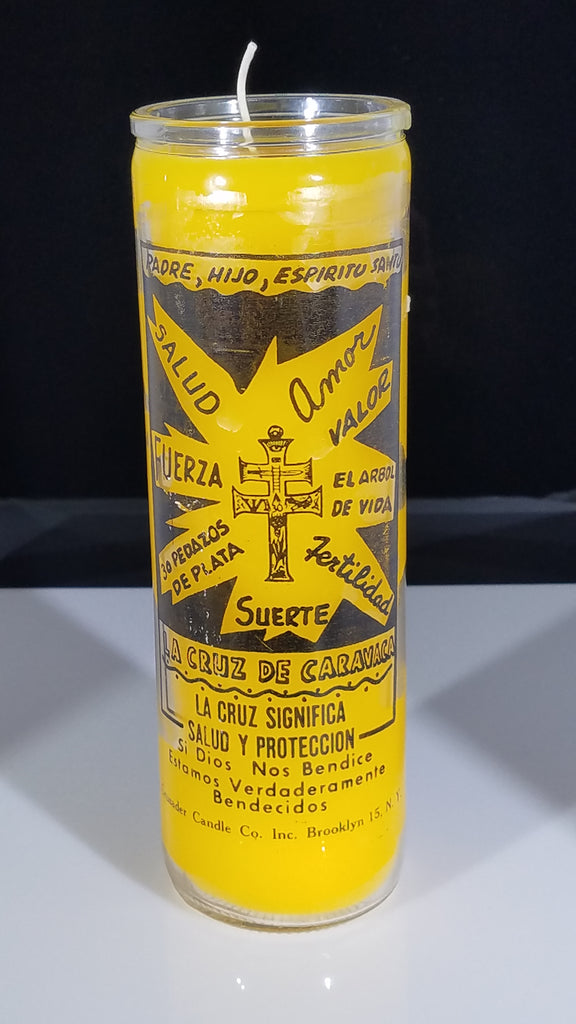 PADRE, HIJO, ESPIRITU SANTO
SALUD
Amor
VALOR
FUERZA
EL ARBOL
DE VIDA
30 PEDAZOS
DE PLATA
Fertilidad
SUERTE
LA CRUZ DE CARAVACA
LA CRUZ SIGNIFICA
SALUD Y PROTECCION
Si Dios Nos Bendice
Estamos Verdaderamente
Bendecidos
Candle Co. Inc. Brooklyn 15, N. Y.